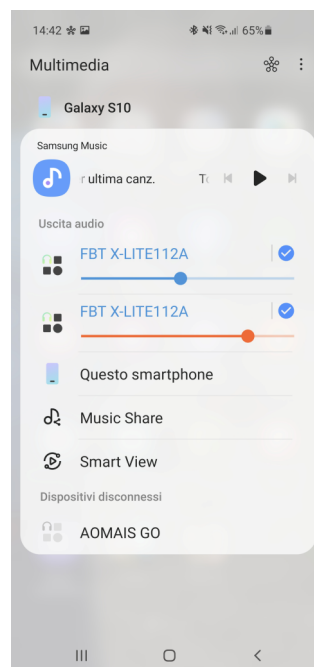 14:42 65%
Multimedia
Galaxy S10
Samsung Music
r ultima canz. T
Uscita audio
FBT X-LITE112A
FBT X-LITE112A
Questo smartphone
Music Share
Smart View
Dispositivi disconnessi
AOMAIS GO